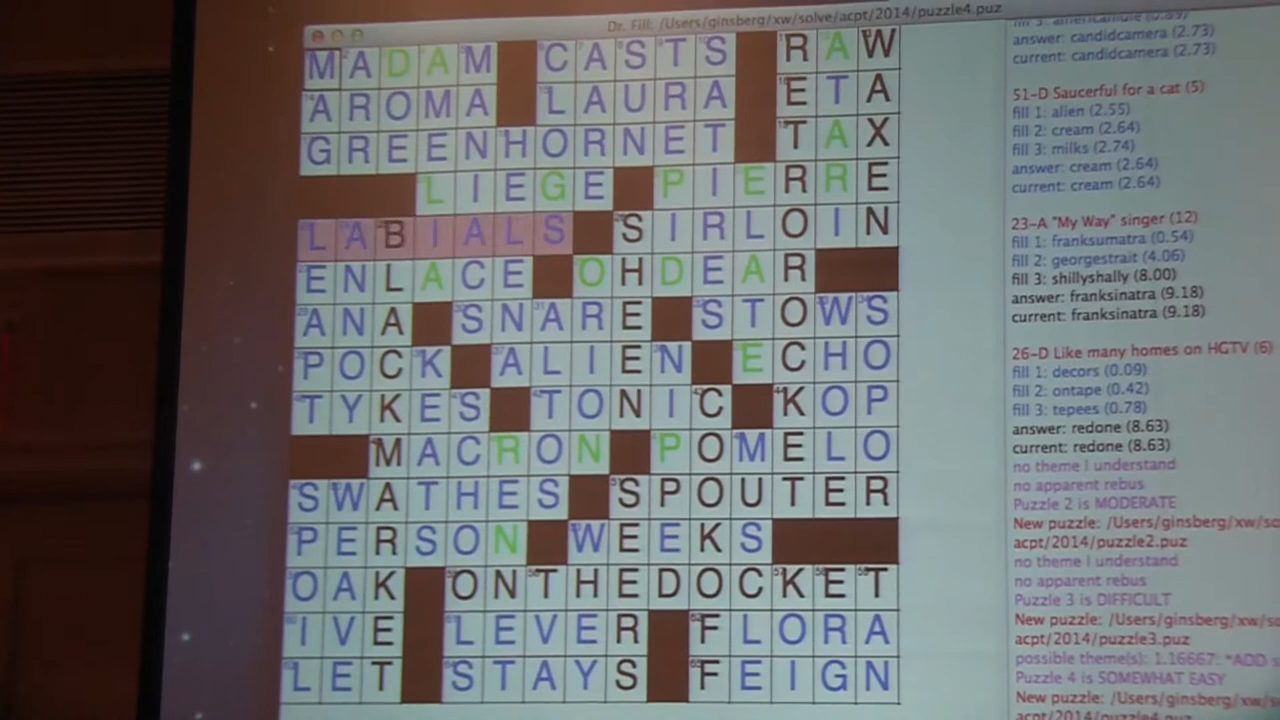 Dr. Fill: /Users/ginsberg/xw/solve/acpt/2014/puzzle4.puz
MADAM CASTS RAW
AROMA LAURA ETA
GREENHORNET TAX
LIEGE PIERRE
LABIALS SIRLOIN
ENLACE OHDEAR
ANA SNARE STOWS
POCK ALIEN ECHO
TYKES TONIC KOP
MACRON POMELO
SWATHES SPOUTER
PERSON WEEKS
OAK ONTHEDOCKET
IVE LEVER FLORA
LET STAYS FEIGN
answer: candidcamera (2.73)
current: candidcamera (2.73)
51-D Saucerful for a cat (5)
fill 1: alien (2.55)
fill 2: cream (2.64)
fill 3: milks (2.74)
answer: cream (2.64)
current: cream (2.64)
23-A "My Way" singer (12)
fill 1: franksumatra (0.54)
fill 2: georgestrait (4.06)
fill 3: shillyshally (8.00)
answer: franksinatra (9.18)
current: franksinatra (9.18)
26-D Like many homes on HGTV (6)
fill 1: decors (0.09)
fill 2: ontape (0.42)
fill 3: tepees (0.78)
answer: redone (8.63)
current: redone (8.63)
no theme I understand
no apparent rebus
Puzzle 2 is MODERATE
New puzzle: /Users/ginsberg/xw/so
acpt/2014/puzzle2.puz
no theme I understand
no apparent rebus
Puzzle 3 is DIFFICULT
New puzzle: /Users/ginsberg/xw/so
acpt/2014/puzzle3.puz
possible theme(s): 1.16667: *ADD s
Puzzle 4 is SOMEWHAT EASY
New puzzle: /Users/ginsberg/xw/so
acpt/2014/puzzle4.puz